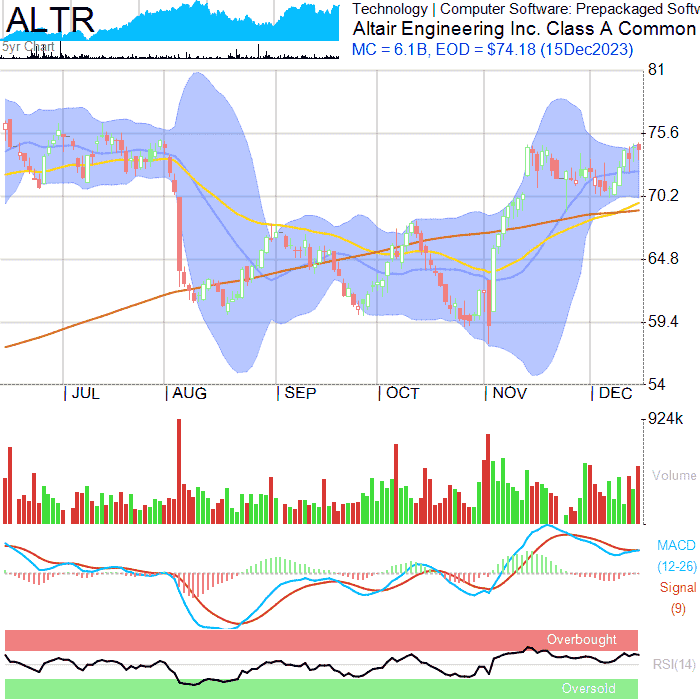 ALTR
5yr Chart
Technology | Computer Software: Prepackaged Softw
Altair Engineering Inc. Class A Common
MC = 6.1B, EOD = $74.18 (15Dec2023)
81
75.6
70.2
64.8
59.4
54
JUL
AUG
SEP
OCT
NOV
DEC
924k
Volume
MACD
(12-26)
Signal
(9)
Overbought
RSI(14)
Oversold